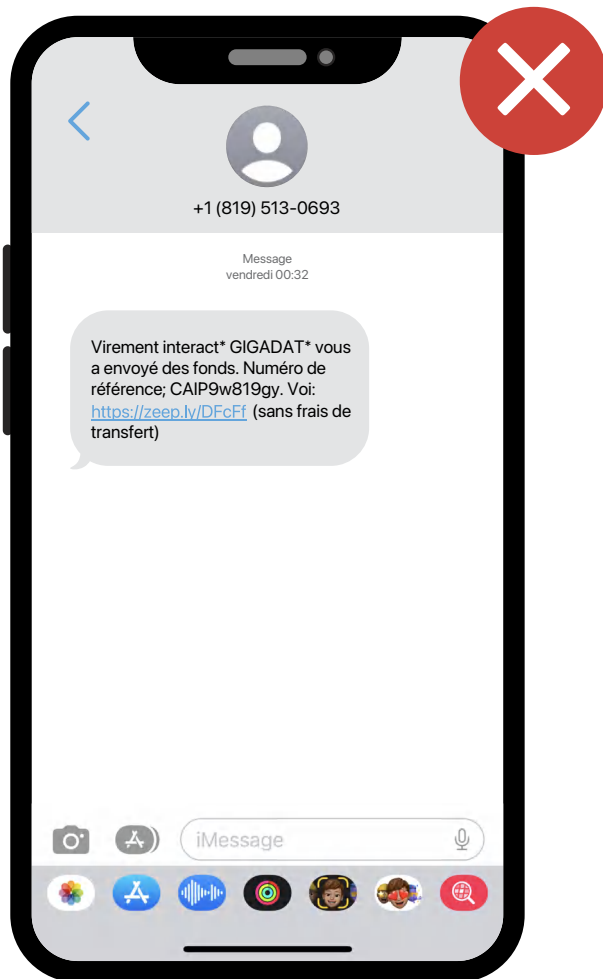 +1 (819) 513-0693
Message
vendredi 00:32
Virement interact* GIGADAT* vous
a envoyé des fonds. Numéro de
référence; CAIP9w819gy. Voi:
https://zeep.ly/DFcFf (sans frais de
transfert)
iMessage